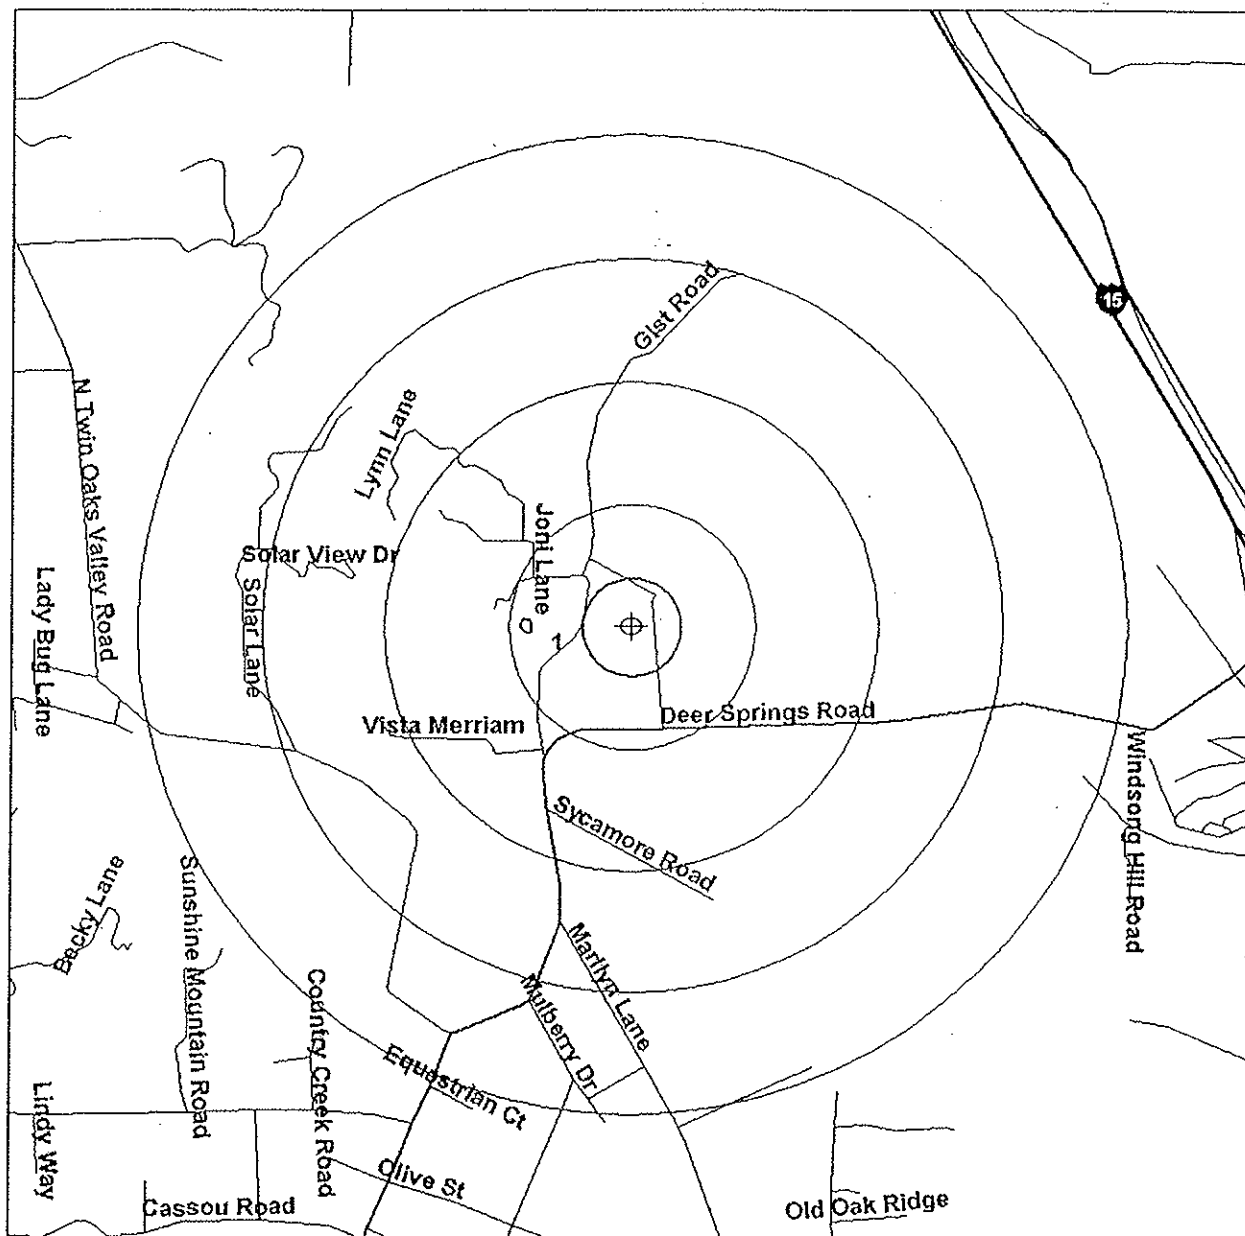 15
Gist Road
N Twin Oaks Valley Road
Lynn Lane
Joni Lane
Solar View Dr
Solar Lane
Lady Bug Lane
0
1
Vista Merriam
Deer Springs Road
Windsong Hill Road
Sycamore Road
Becky Lane
Sunshine Mountain Road
Marilyn Lane
Mulberry Dr
Country Creek Road
Equestrian Ct
Lindy Way
Olive St
Cassou Road
Old Oak Ridge